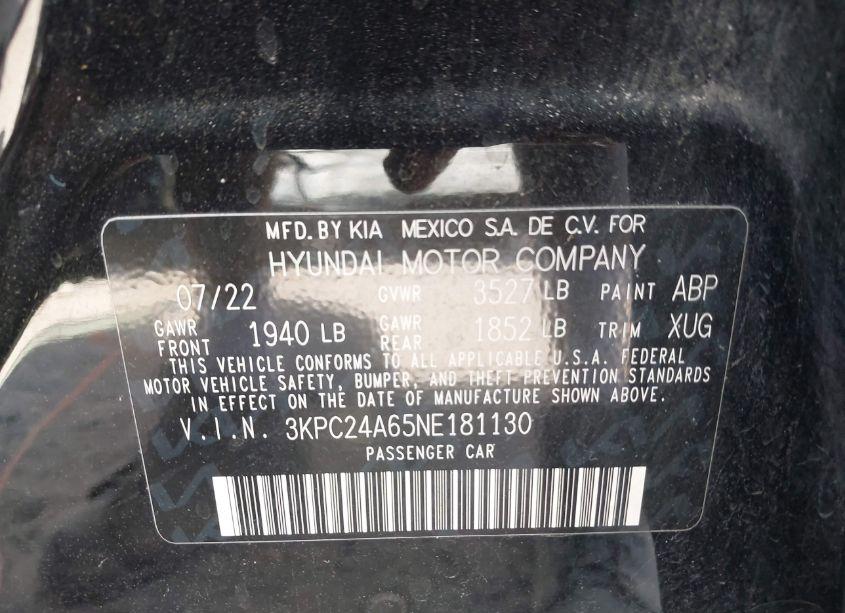 MFD. BY KIA MEXICO S.A. DE C.V. FOR
HYUNDAI MOTOR COMPANY
07/22 GVWR 3527 LB PAINT ABP
GAWR FRONT 1940 LB GAWR REAR 1852 LB TRIM XUG
THIS VEHICLE CONFORMS TO ALL APPLICABLE U.S.A. FEDERAL
MOTOR VEHICLE SAFETY, BUMPER, AND THEFT PREVENTION STANDARDS
IN EFFECT ON THE DATE OF MANUFACTURE SHOWN ABOVE.
V.I.N. 3KPC24A65NE181130
PASSENGER CAR